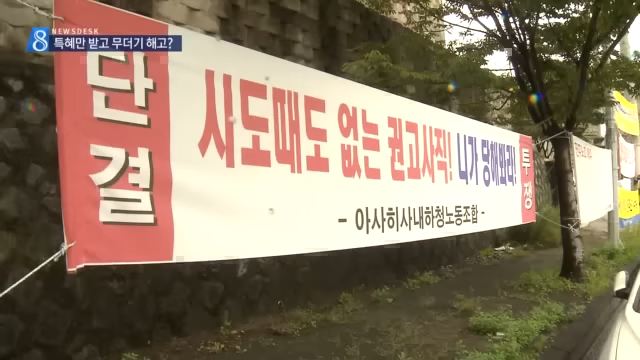 NEWSDESK
8 특혜만 받고 무더기 해고?
단결
시도때도 없는 권고사직! 니가 당해봐라!
투쟁
- 아사히사내하청노동조합 -